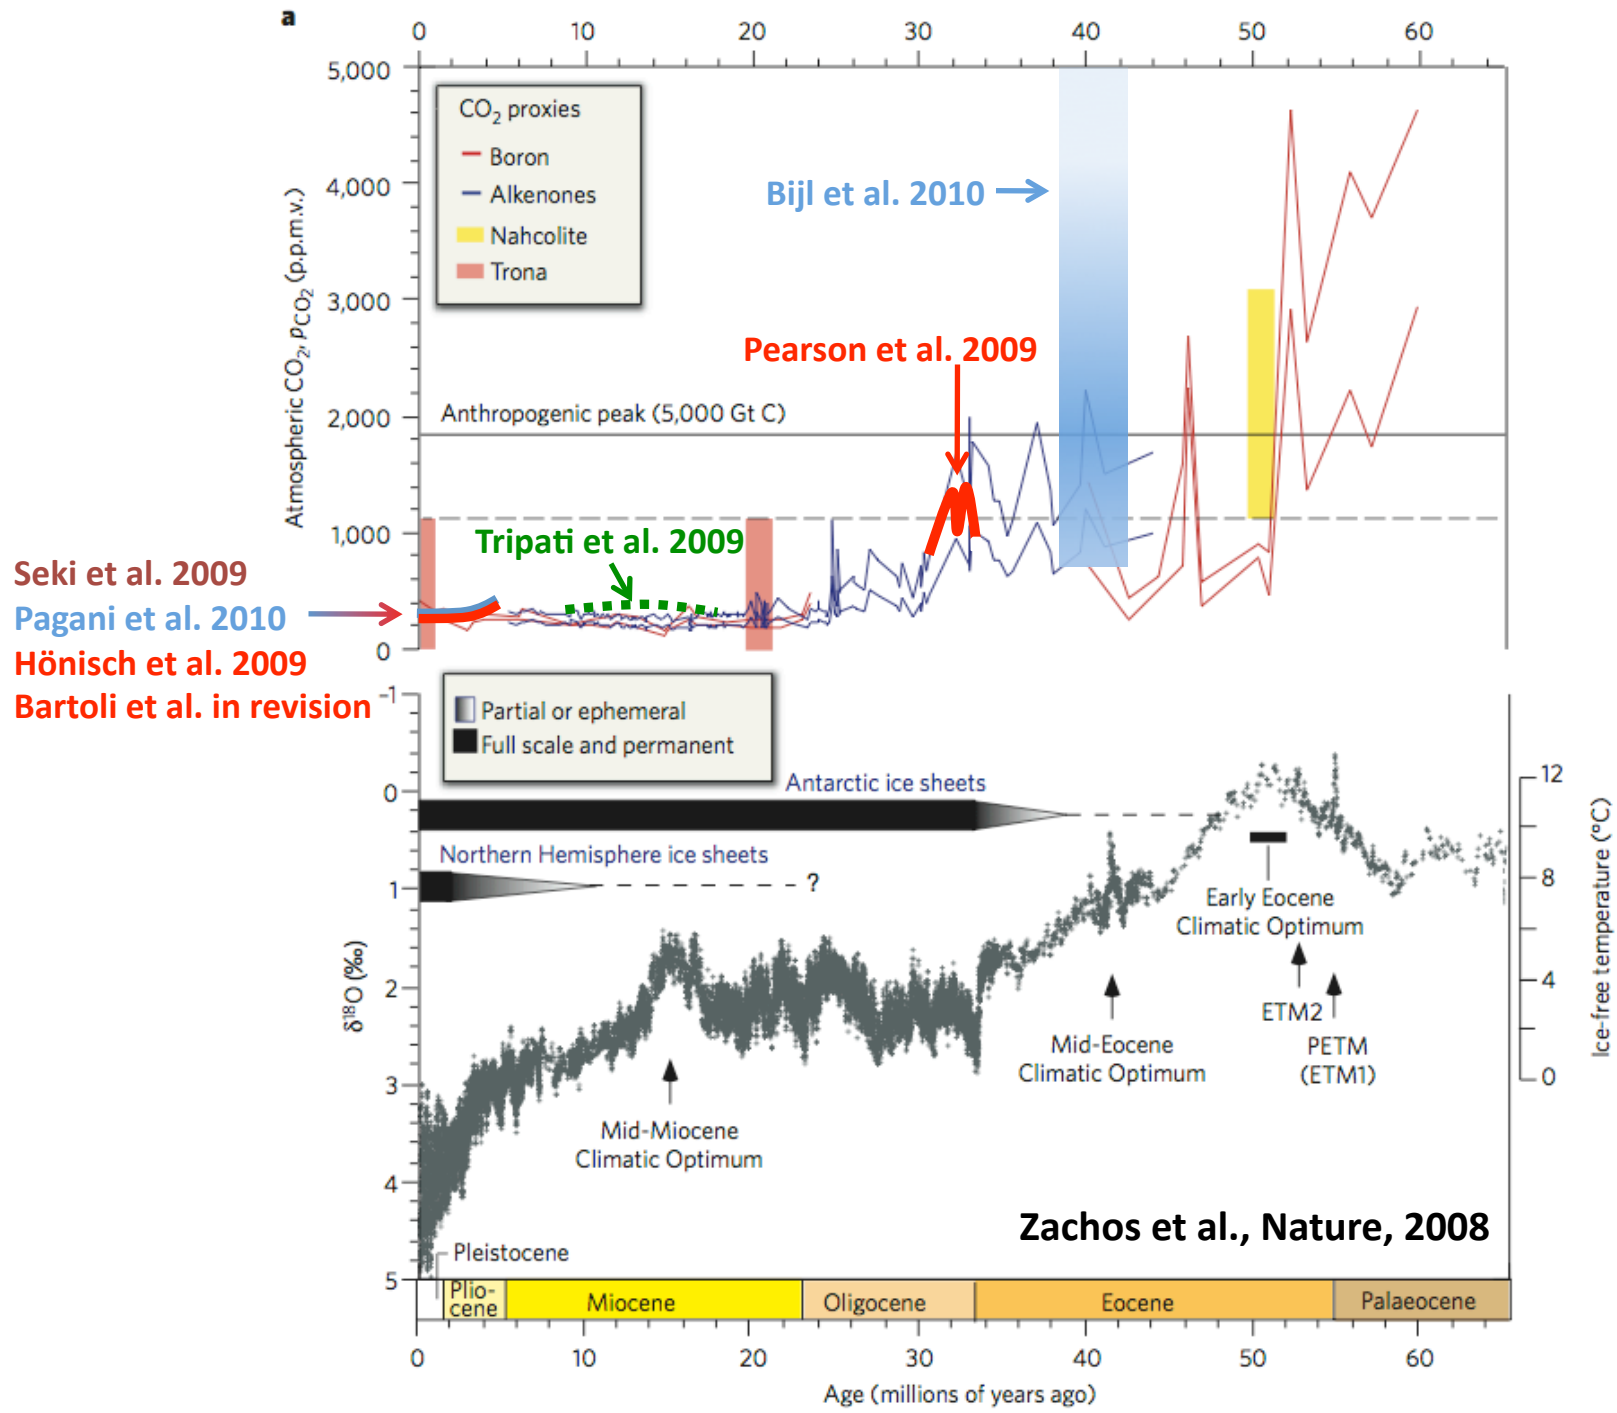 a
0 10 20 30 40 50 60
5,000
4,000
3,000
2,000
1,000
0
Atmospheric CO₂, pCO₂ (p.p.m.v.)
CO₂ proxies
Boron
Alkenones
Nahcolite
Trona
Bijl et al. 2010
Pearson et al. 2009
Anthropogenic peak (5,000 Gt C)
Tripati et al. 2009
Seki et al. 2009
Pagani et al. 2010
Hönisch et al. 2009
Bartoli et al. in revision
–1
0
1
2
3
4
5
δ¹⁸O (‰)
Partial or ephemeral
Full scale and permanent
Antarctic ice sheets
Northern Hemisphere ice sheets
?
12
8
4
0
Ice-free temperature (°C)
Early Eocene
Climatic Optimum
ETM2
PETM
(ETM1)
Mid-Eocene
Climatic Optimum
Mid-Miocene
Climatic Optimum
Zachos et al., Nature, 2008
Pleistocene
Plio-
cene
Miocene
Oligocene
Eocene
Palaeocene
0 10 20 30 40 50 60
Age (millions of years ago)